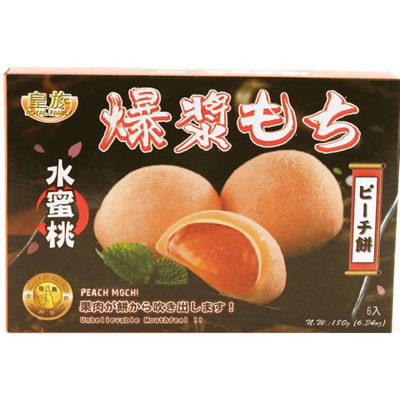 皇族
ROYAL FAMILY
爆漿もち
水蜜桃
ピーチ餅
PEACH MOCHI
果肉が餅から吹き出します!
Unbelievable Mouthfeel !!
6入
N.W.:180g (6.34oz)